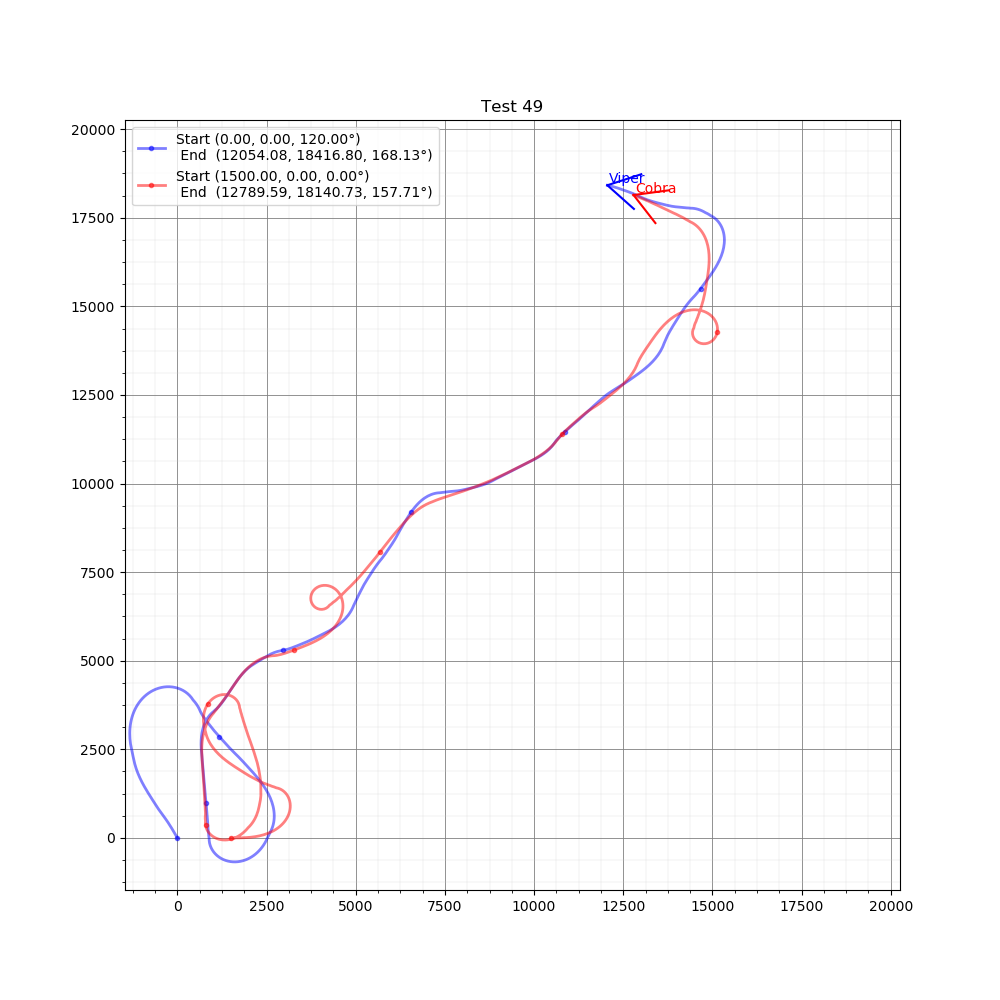 Test 49
Start (0.00, 0.00, 120.00°)
End (12054.08, 18416.80, 168.13°)
Start (1500.00, 0.00, 0.00°)
End (12789.59, 18140.73, 157.71°)
Viper
Cobra
20000
17500
15000
12500
10000
7500
5000
2500
0
0 2500 5000 7500 10000 12500 15000 17500 20000